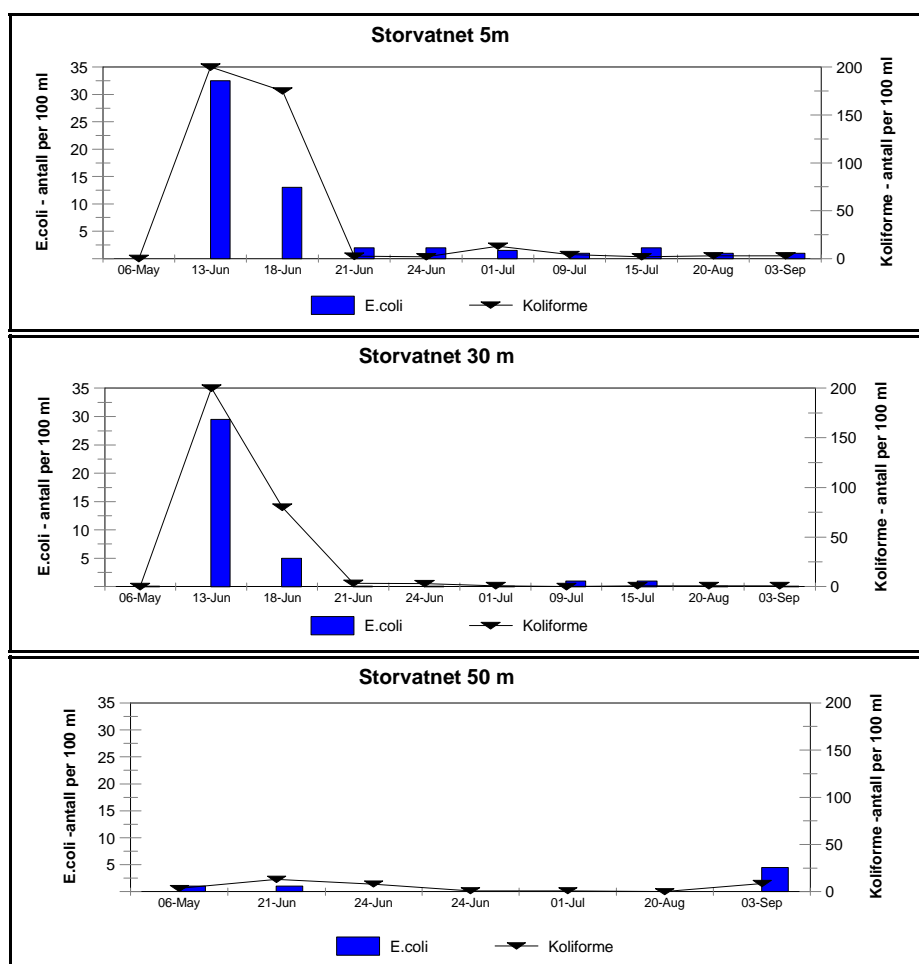 Storvatnet 5m
E.coli - antall per 100 ml
35
30
25
20
15
10
5
200
150
100
50
0
Koliforme - antall per 100 ml
06-May 13-Jun 18-Jun 21-Jun 24-Jun 01-Jul 09-Jul 15-Jul 20-Aug 03-Sep
E.coli Koliforme
Storvatnet 30 m
E.coli - antall per 100 ml
35
30
25
20
15
10
5
200
150
100
50
0
Koliforme - antall per 100 ml
06-May 13-Jun 18-Jun 21-Jun 24-Jun 01-Jul 09-Jul 15-Jul 20-Aug 03-Sep
E.coli Koliforme
Storvatnet 50 m
E.coli -antall per 100 ml
35
30
25
20
15
10
5
200
150
100
50
0
Koliforme -antall per 100 ml
06-May 21-Jun 24-Jun 24-Jun 01-Jul 20-Aug 03-Sep
E.coli Koliforme